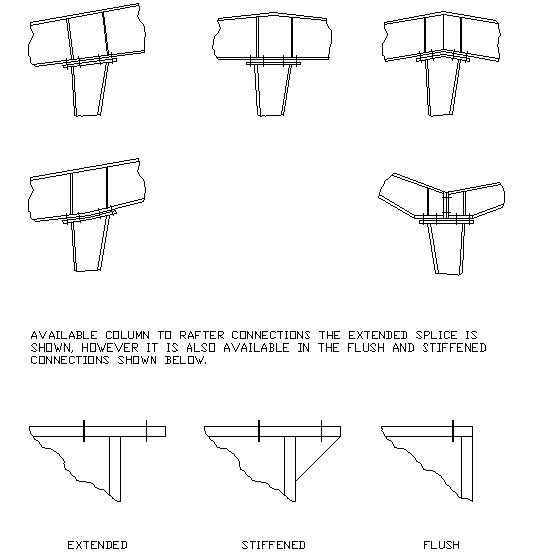 AVAILABLE COLUMN TO RAFTER CONNECTIONS THE EXTENDED SPLICE IS
SHOWN, HOWEVER IT IS ALSO AVAILABLE IN THE FLUSH AND STIFFENED
CONNECTIONS SHOWN BELOW.
EXTENDED
STIFFENED
FLUSH